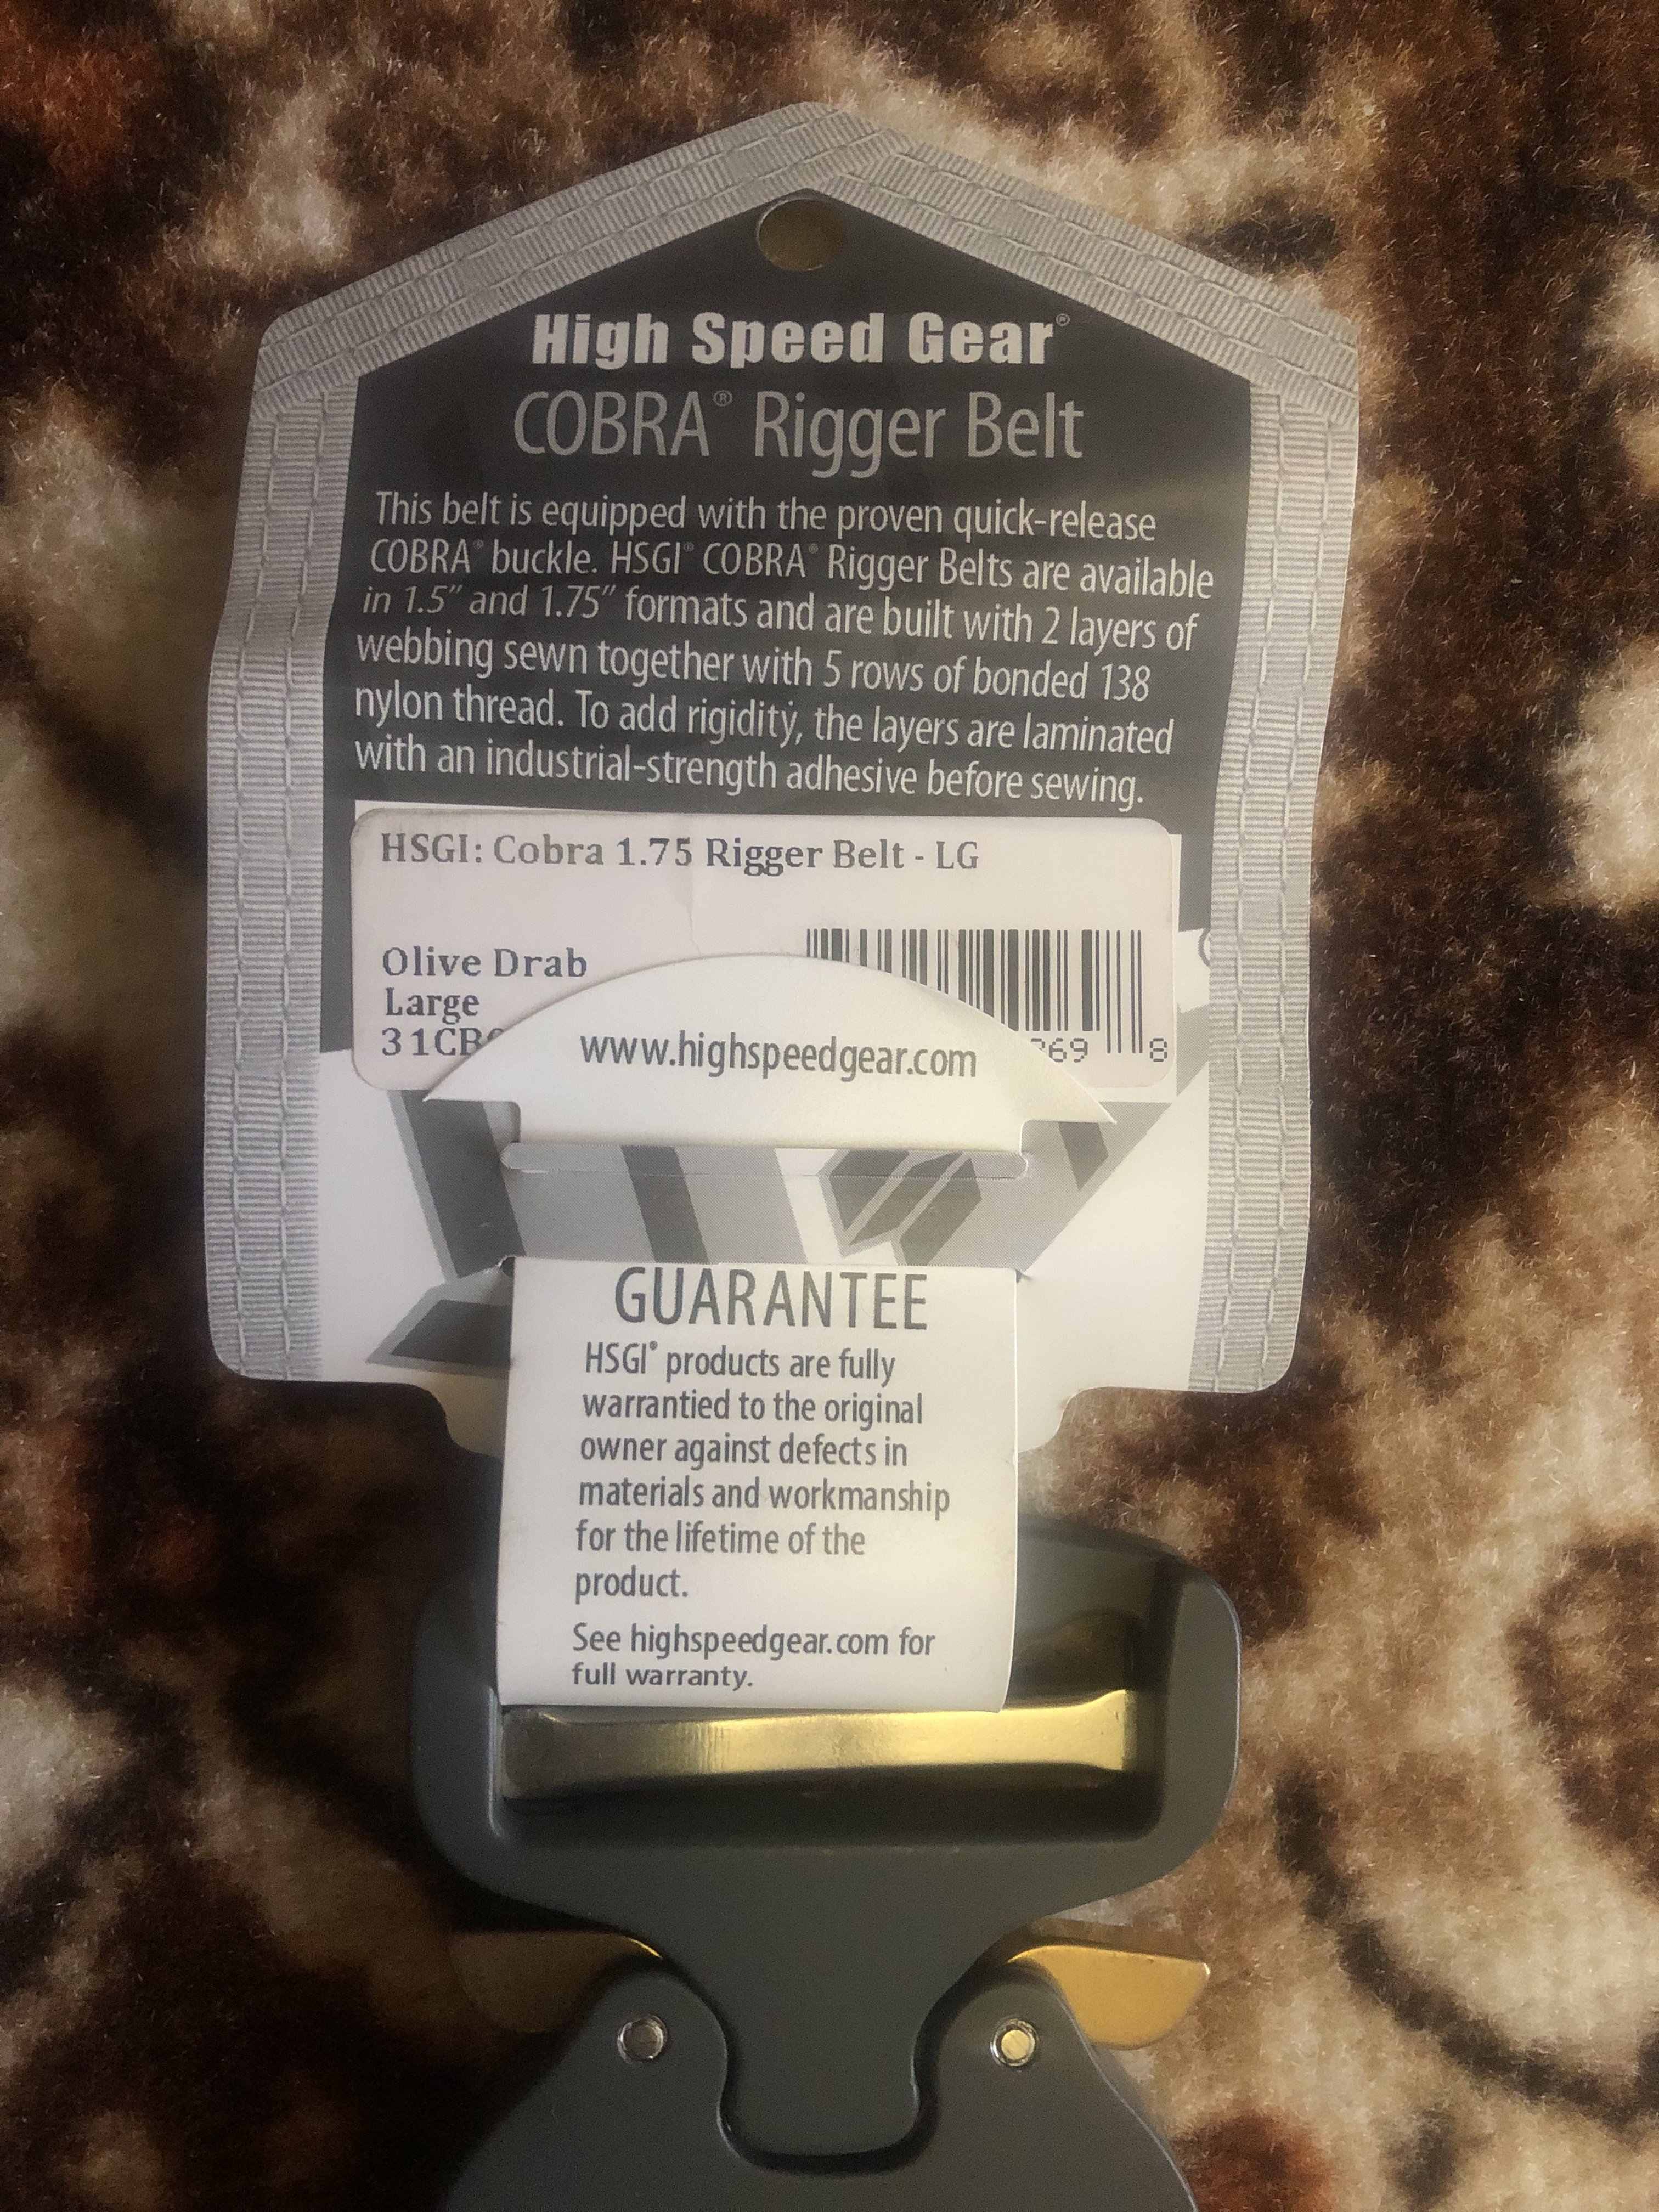 High Speed Gear®
COBRA® Rigger Belt
This belt is equipped with the proven quick-release
COBRA® buckle. HSGI® COBRA® Rigger Belts are available
in 1.5" and 1.75" formats and are built with 2 layers of
webbing sewn together with 5 rows of bonded 138
nylon thread. To add rigidity, the layers are laminated
with an industrial-strength adhesive before sewing.
HSGI: Cobra 1.75 Rigger Belt - LG
Olive Drab
Large
31CB
69 8
www.highspeedgear.com
GUARANTEE
HSGI® products are fully
warrantied to the original
owner against defects in
materials and workmanship
for the lifetime of the
product.
See highspeedgear.com for
full warranty.